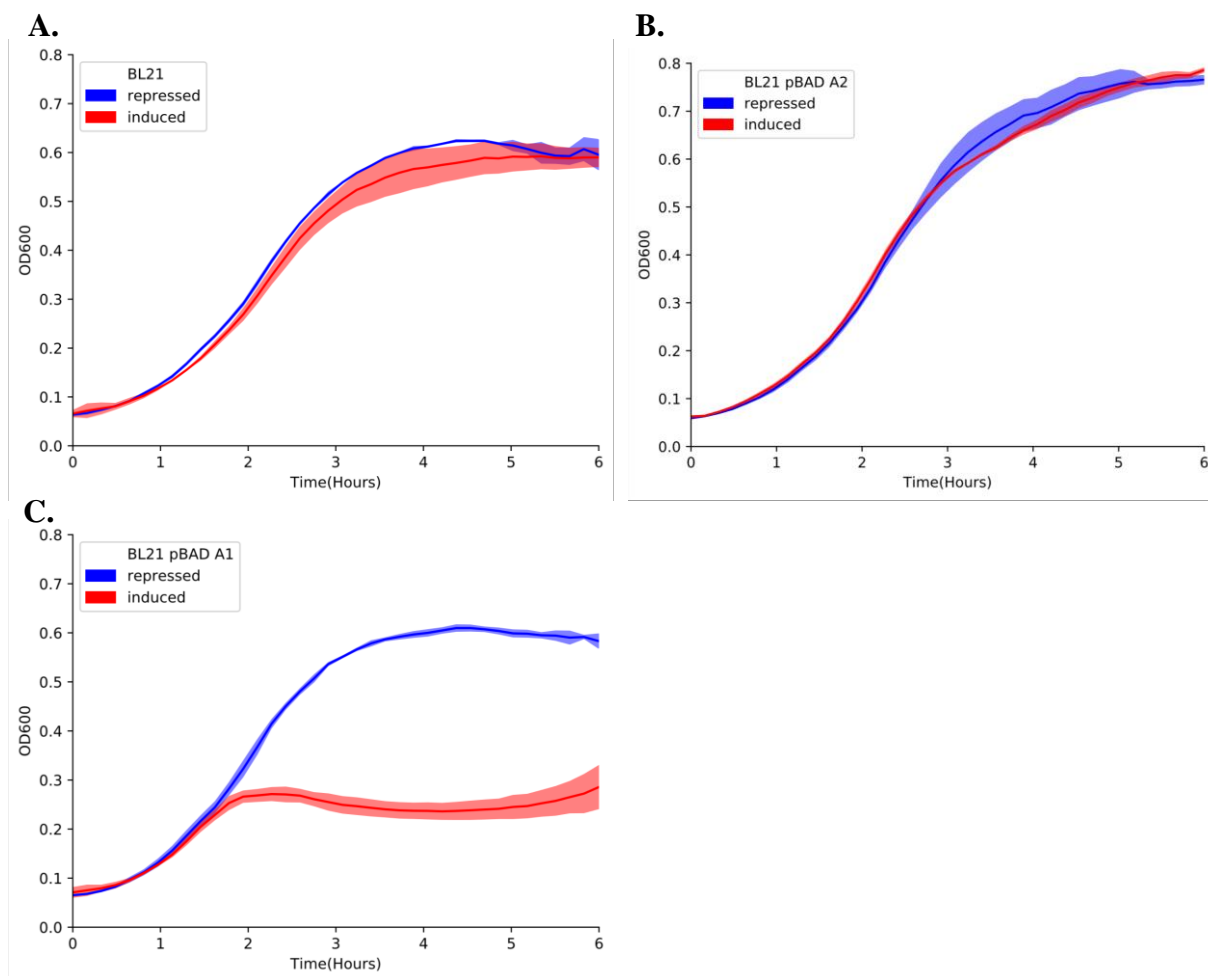 A.
BL21
repressed
induced
0.8
0.7
0.6
0.5
0.4
0.3
0.2
0.1
0.0
OD600
0 1 2 3 4 5 6
Time(Hours)
B.
BL21 pBAD A2
repressed
induced
0.8
0.7
0.6
0.5
0.4
0.3
0.2
0.1
0.0
OD600
0 1 2 3 4 5 6
Time(Hours)
C.
BL21 pBAD A1
repressed
induced
0.8
0.7
0.6
0.5
0.4
0.3
0.2
0.1
0.0
OD600
0 1 2 3 4 5 6
Time(Hours)